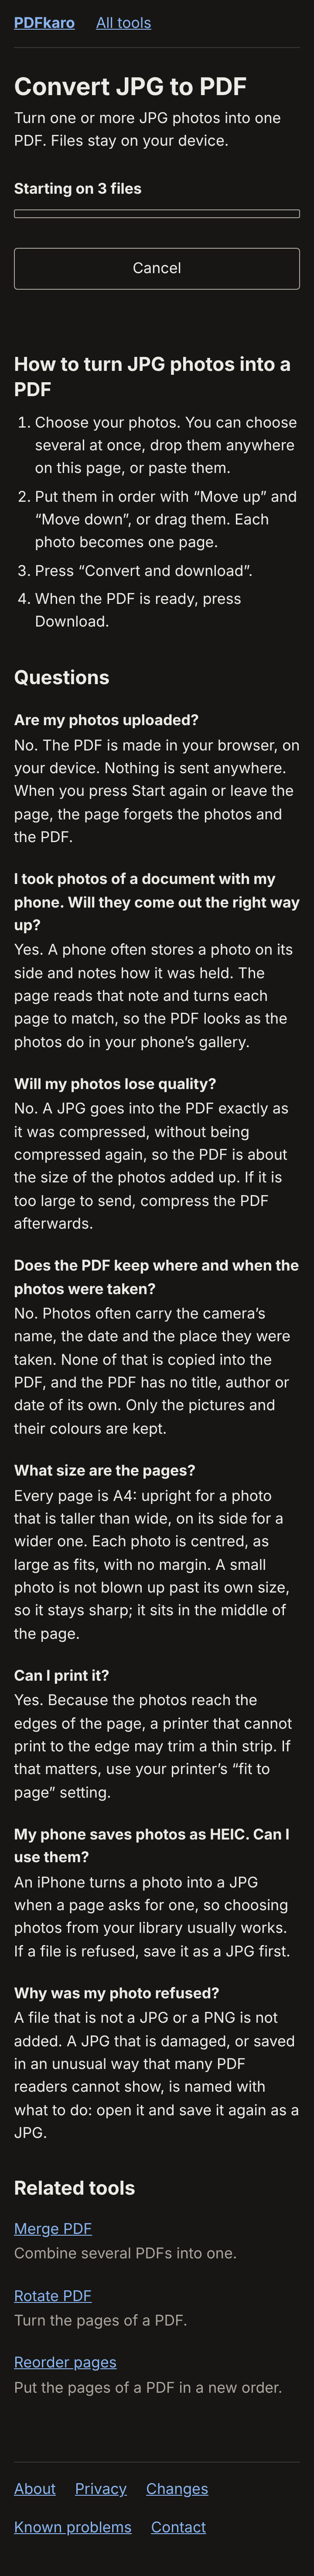 PDFkaro All tools
Convert JPG to PDF
Turn one or more JPG photos into one
PDF. Files stay on your device.
Starting on 3 files
Cancel
How to turn JPG photos into a
PDF
1. Choose your photos. You can choose
several at once, drop them anywhere
on this page, or paste them.
2. Put them in order with “Move up” and
“Move down”, or drag them. Each
photo becomes one page.
3. Press “Convert and download”.
4. When the PDF is ready, press
Download.
Questions
Are my photos uploaded?
No. The PDF is made in your browser, on
your device. Nothing is sent anywhere.
When you press Start again or leave the
page, the page forgets the photos and
the PDF.
I took photos of a document with my
phone. Will they come out the right way
up?
Yes. A phone often stores a photo on its
side and notes how it was held. The
page reads that note and turns each
page to match, so the PDF looks as the
photos do in your phone’s gallery.
Will my photos lose quality?
No. A JPG goes into the PDF exactly as
it was compressed, without being
compressed again, so the PDF is about
the size of the photos added up. If it is
too large to send, compress the PDF
afterwards.
Does the PDF keep where and when the
photos were taken?
No. Photos often carry the camera’s
name, the date and the place they were
taken. None of that is copied into the
PDF, and the PDF has no title, author or
date of its own. Only the pictures and
their colours are kept.
What size are the pages?
Every page is A4: upright for a photo
that is taller than wide, on its side for a
wider one. Each photo is centred, as
large as fits, with no margin. A small
photo is not blown up past its own size,
so it stays sharp; it sits in the middle of
the page.
Can I print it?
Yes. Because the photos reach the
edges of the page, a printer that cannot
print to the edge may trim a thin strip. If
that matters, use your printer’s “fit to
page” setting.
My phone saves photos as HEIC. Can I
use them?
An iPhone turns a photo into a JPG
when a page asks for one, so choosing
photos from your library usually works.
If a file is refused, save it as a JPG first.
Why was my photo refused?
A file that is not a JPG or a PNG is not
added. A JPG that is damaged, or saved
in an unusual way that many PDF
readers cannot show, is named with
what to do: open it and save it again as a
JPG.
Related tools
Merge PDF
Combine several PDFs into one.
Rotate PDF
Turn the pages of a PDF.
Reorder pages
Put the pages of a PDF in a new order.
About Privacy Changes
Known problems Contact